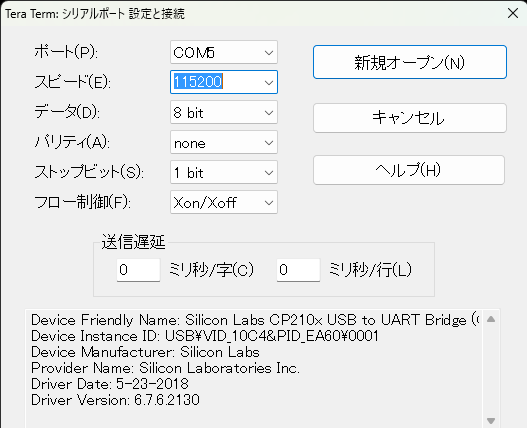 Tera Term: シリアルポート 設定と接続
ポート(P):
COM5
新規オープン(N)
スピード(E):
115200
データ(D):
8 bit
キャンセル
パリティ(A):
none
ストップビット(S):
1 bit
ヘルプ(H)
フロー制御(F):
Xon/Xoff
送信遅延
0 ミリ秒/字(C)
0 ミリ秒/行(L)
Device Friendly Name: Silicon Labs CP210x USB to UART Bridge
Device Instance ID: USB¥VID_10C4&PID_EA60¥0001
Device Manufacturer: Silicon Labs
Provider Name: Silicon Laboratories Inc.
Driver Date: 5-23-2018
Driver Version: 6.7.6.2130